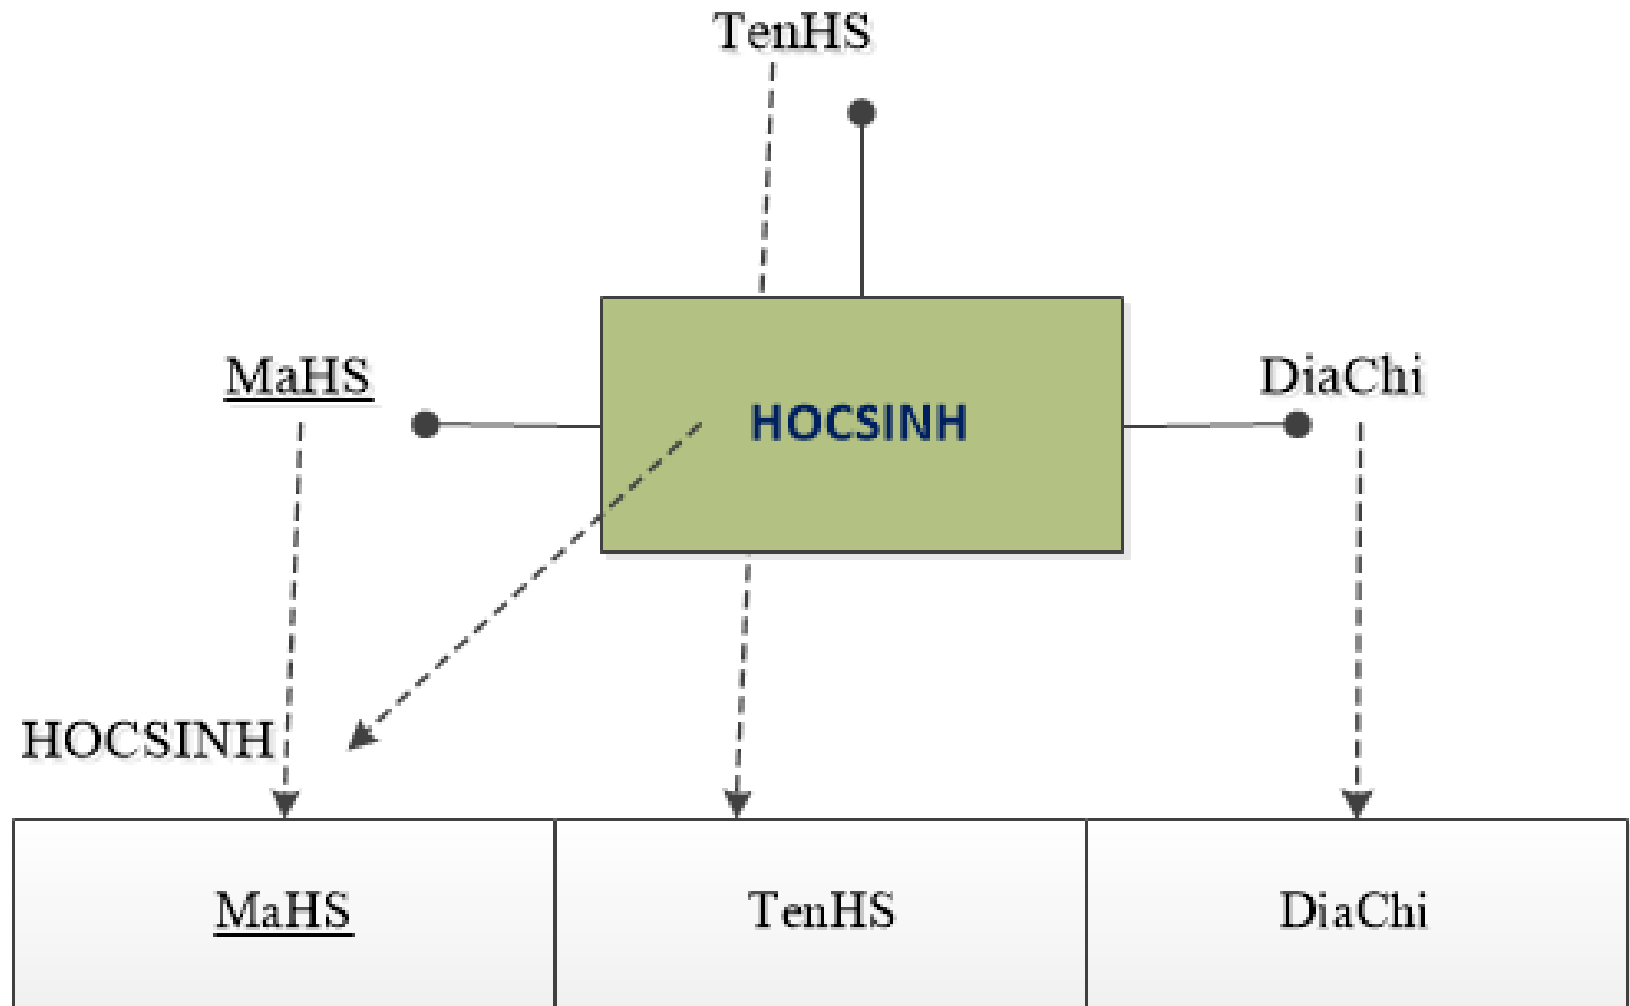 TenHS
MaHS
HOCSINH
DiaChi
HOCSINH
MaHS
TenHS
DiaChi